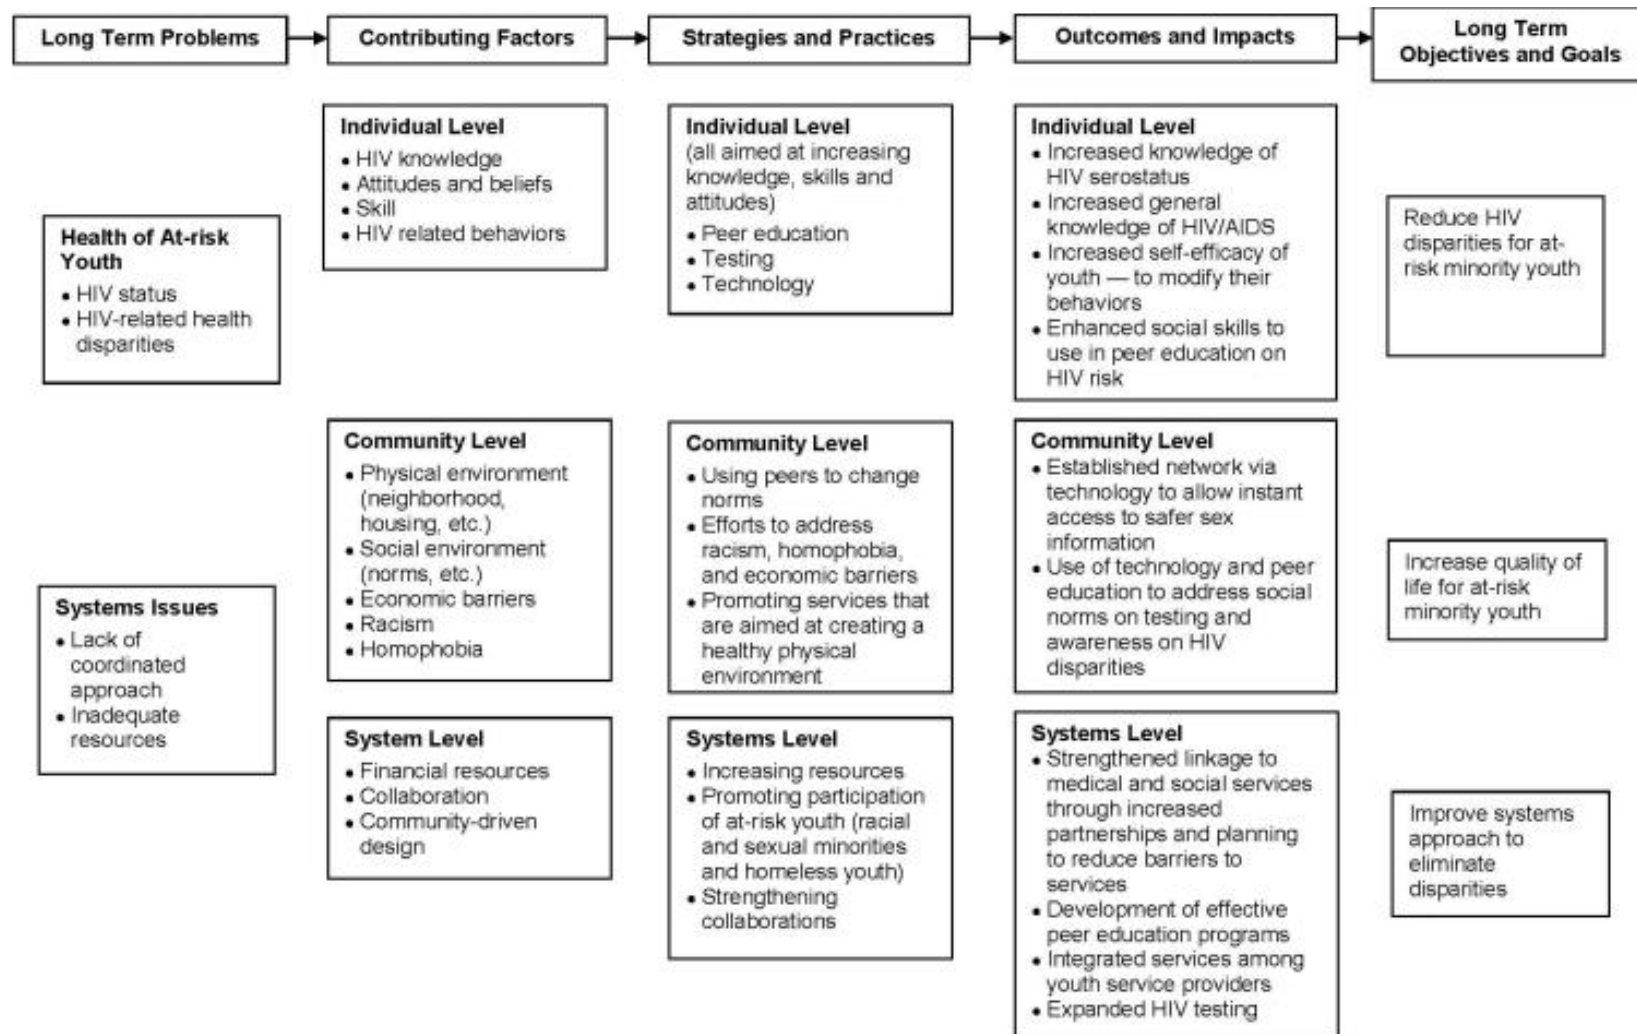 Long Term Problems
Contributing Factors
Strategies and Practices
Outcomes and Impacts
Long Term
Objectives and Goals
Health of At-risk
Youth
• HIV status
• HIV-related health
disparities
Systems Issues
• Lack of
coordinated
approach
• Inadequate
resources
Individual Level
• HIV knowledge
• Attitudes and beliefs
• Skill
• HIV related behaviors
Community Level
• Physical environment
(neighborhood,
housing, etc.)
• Social environment
(norms, etc.)
• Economic barriers
• Racism
• Homophobia
System Level
• Financial resources
• Collaboration
• Community-driven
design
Individual Level
(all aimed at increasing
knowledge, skills and
attitudes)
• Peer education
• Testing
• Technology
Community Level
• Using peers to change
norms
• Efforts to address
racism, homophobia,
and economic barriers
• Promoting services that
are aimed at creating a
healthy physical
environment
Systems Level
• Increasing resources
• Promoting participation
of at-risk youth (racial
and sexual minorities
and homeless youth)
• Strengthening
collaborations
Individual Level
• Increased knowledge of
HIV serostatus
• Increased general
knowledge of HIV/AIDS
• Increased self-efficacy of
youth — to modify their
behaviors
• Enhanced social skills to
use in peer education on
HIV risk
Community Level
• Established network via
technology to allow instant
access to safer sex
information
• Use of technology and peer
education to address social
norms on testing and
awareness on HIV
disparities
Systems Level
• Strengthened linkage to
medical and social services
through increased
partnerships and planning
to reduce barriers to
services
• Development of effective
peer education programs
• Integrated services among
youth service providers
• Expanded HIV testing
Reduce HIV
disparities for at-
risk minority youth
Increase quality of
life for at-risk
minority youth
Improve systems
approach to
eliminate
disparities